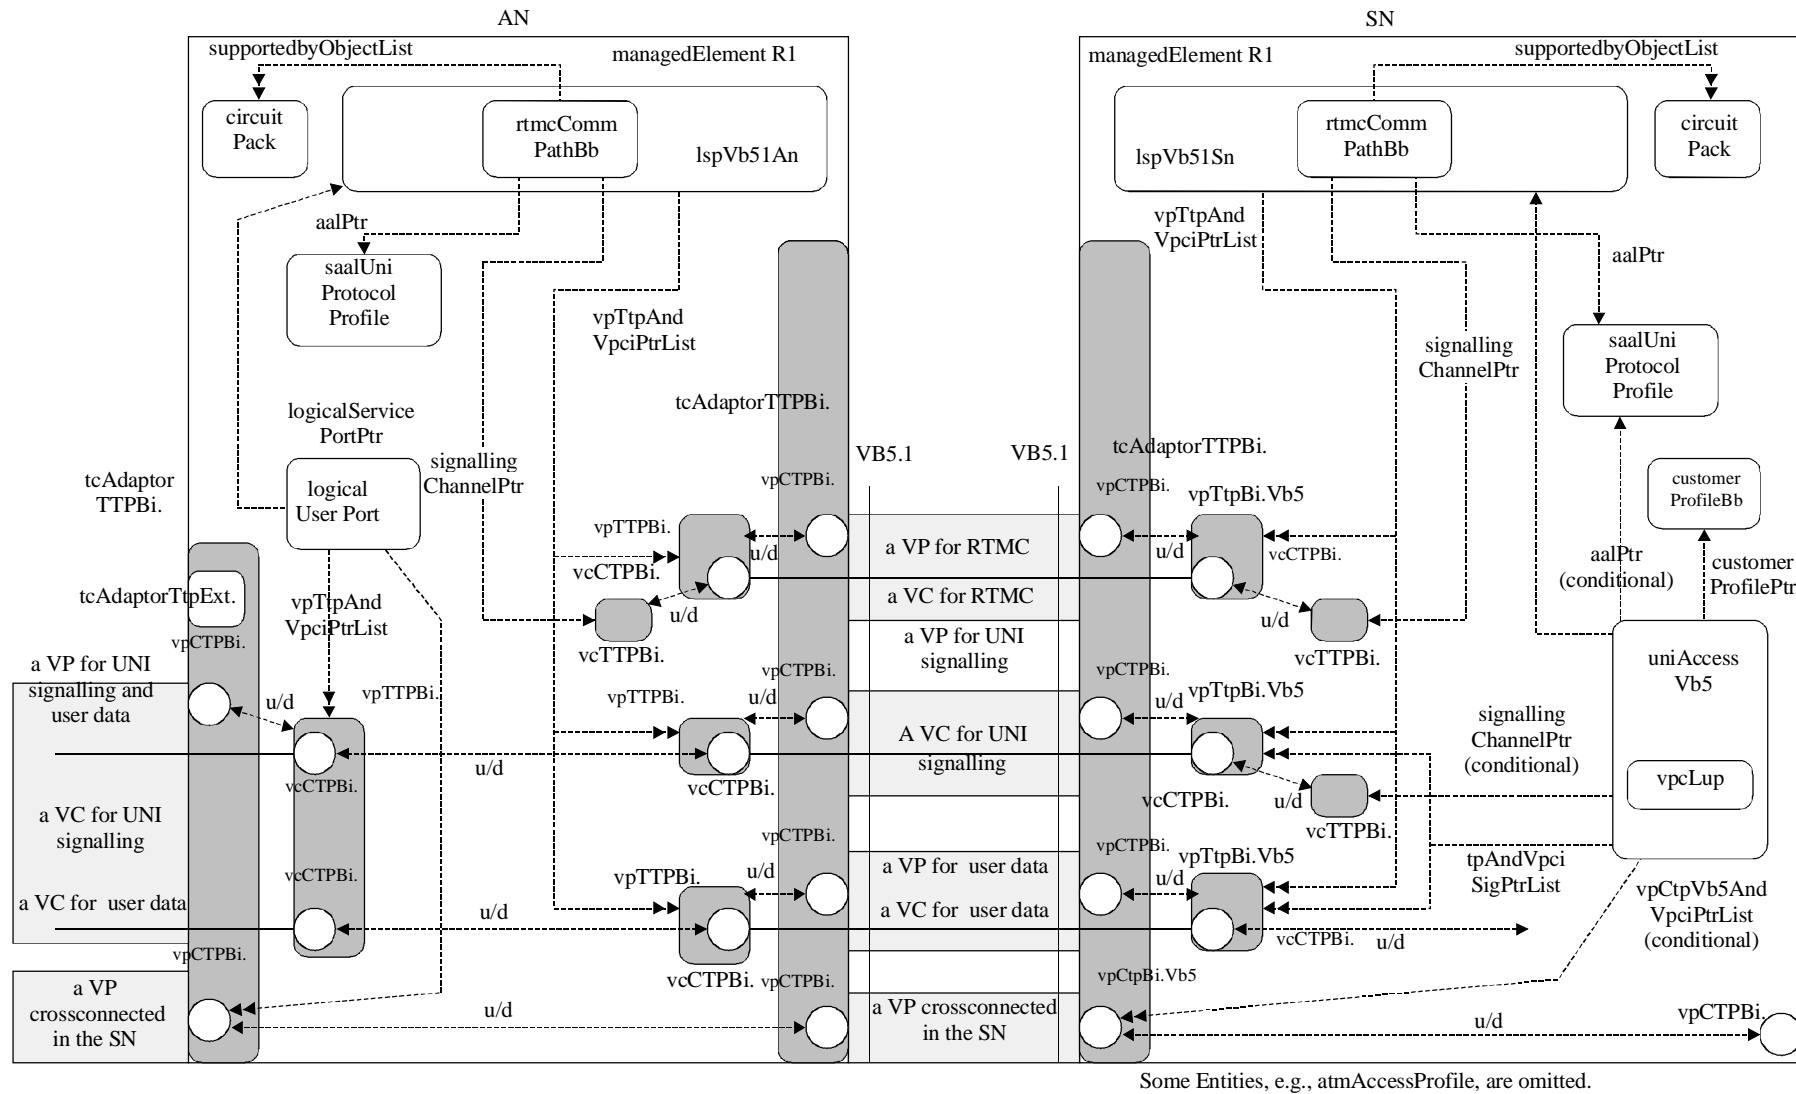 AN
SN
supportedbyObjectList
managedElement R1
managedElement R1
supportedbyObjectList
circuit
Pack
rtmcComm
PathBb
lspVb51An
lspVb51Sn
rtmcComm
PathBb
circuit
Pack
aalPtr
saalUni
Protocol
Profile
vpTtpAnd
VpciPtrList
vpTtpAnd
VpciPtrList
aalPtr
signalling
ChannelPtr
saalUni
Protocol
Profile
tcAdaptorTTPBi.
logicalService
PortPtr
signalling
ChannelPtr
tcAdaptor
TTPBi.
logical
User Port
VB5.1
VB5.1
tcAdaptorTTPBi.
vpCTPBi.
vpCTPBi.
vpTtpBi.Vb5
customer
ProfileBb
vpTTPBi.
u/d
a VP for RTMC
u/d
vcCTPBi.
vcCTPBi.
aalPtr
(conditional)
customer
ProfilePtr
tcAdaptorTtpExt.
vpTtpAnd
VpciPtrList
u/d
a VC for RTMC
u/d
vpCTPBi.
vcTTPBi.
a VP for UNI
signalling
vcTTPBi.
uniAccess
Vb5
a VP for UNI
signalling and
user data
u/d
vpTTPBi.
vpTTPBi.
vpCTPBi.
u/d
vpCTPBi.
vpTtpBi.Vb5
u/d
signalling
ChannelPtr
(conditional)
u/d
A VC for UNI
signalling
vcCTPBi.
vcCTPBi.
vcCTPBi.
u/d
vpcLup
a VC for UNI
signalling
vcTTPBi.
vpCTPBi.
vpCTPBi.
vpTtpBi.Vb5
vcCTPBi.
vpTTPBi.
u/d
a VP for user data
u/d
tpAndVpci
SigPtrList
a VC for user data
u/d
a VC for user data
vpCtpVb5And
VpciPtrList
(conditional)
vcCTPBi.
u/d
vpCTPBi.
vcCTPBi.
vpCTPBi.
vpCtpBi.Vb5
a VP
crossconnected
in the SN
u/d
a VP crossconnected
in the SN
u/d
vpCTPBi.
Some Entities, e.g., atmAccessProfile, are omitted.